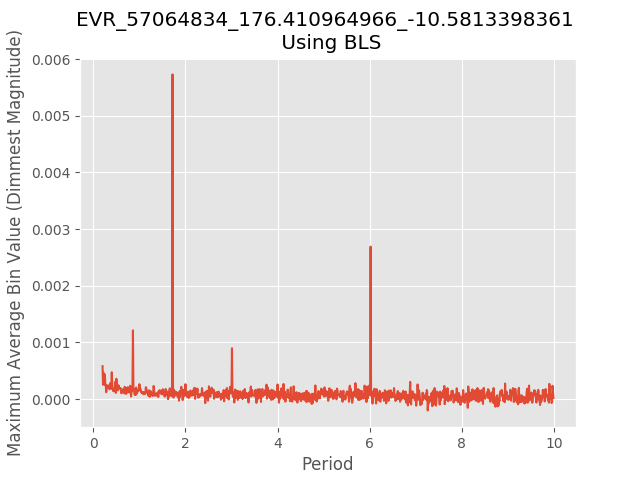 EVR_57064834_176.410964966_-10.5813398361
Using BLS
Maximum Average Bin Value (Dimmest Magnitude)
0.006
0.005
0.004
0.003
0.002
0.001
0.000
0 2 4 6 8 10
Period